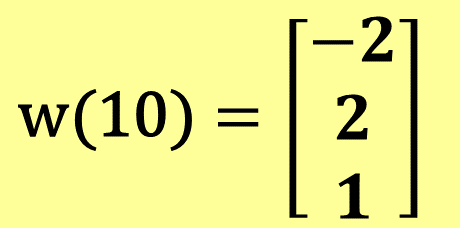 w(10) = [−2
2
1]